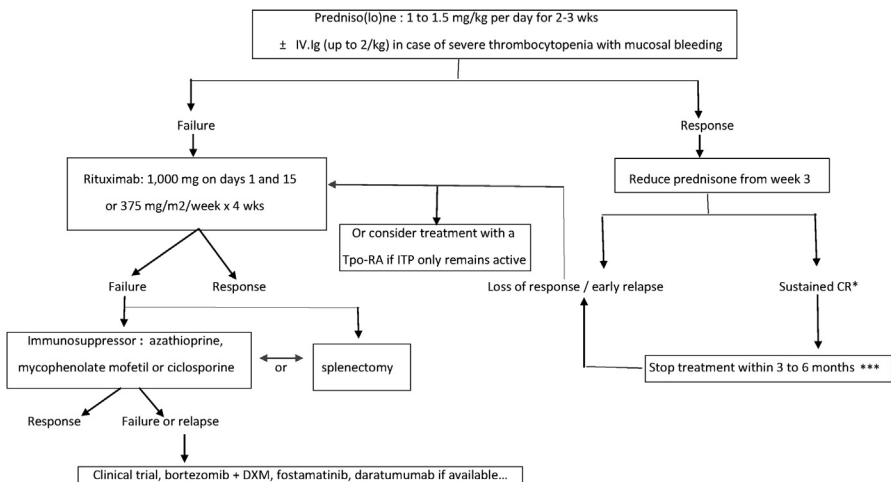 Predniso(lo)ne : 1 to 1.5 mg/kg per day for 2-3 wks
± IV.Ig (up to 2/kg) in case of severe thrombocytopenia with mucosal bleeding
Failure
Response
Rituximab: 1,000 mg on days 1 and 15
or 375 mg/m2/week x 4 wks
Reduce prednisone from week 3
Or consider treatment with a
Tpo-RA if ITP only remains active
Failure
Response
Loss of response / early relapse
Sustained CR*
Immunosuppressor : azathioprine,
mycophenolate mofetil or ciclosporine
or
splenectomy
Stop treatment within 3 to 6 months ***
Response
Failure or relapse
Clinical trial, bortezomib + DXM, fostamatinib, daratumumab if available...